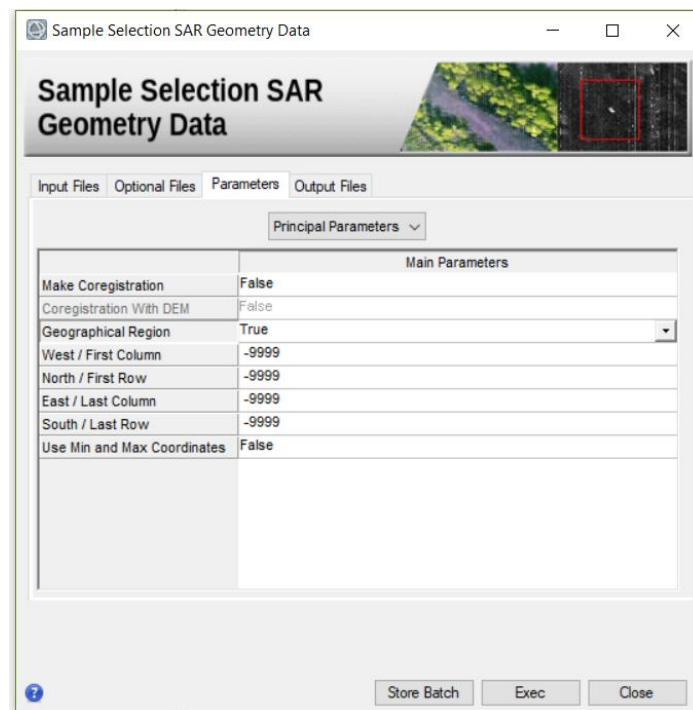 Sample Selection SAR Geometry Data
Sample Selection SAR
Geometry Data
Input Files Optional Files Parameters Output Files
Principal Parameters
Main Parameters
Make Coregistration False
Coregistration With DEM False
Geographical Region True
West / First Column -9999
North / First Row -9999
East / Last Column -9999
South / Last Row -9999
Use Min and Max Coordinates False
? Store Batch Exec Close